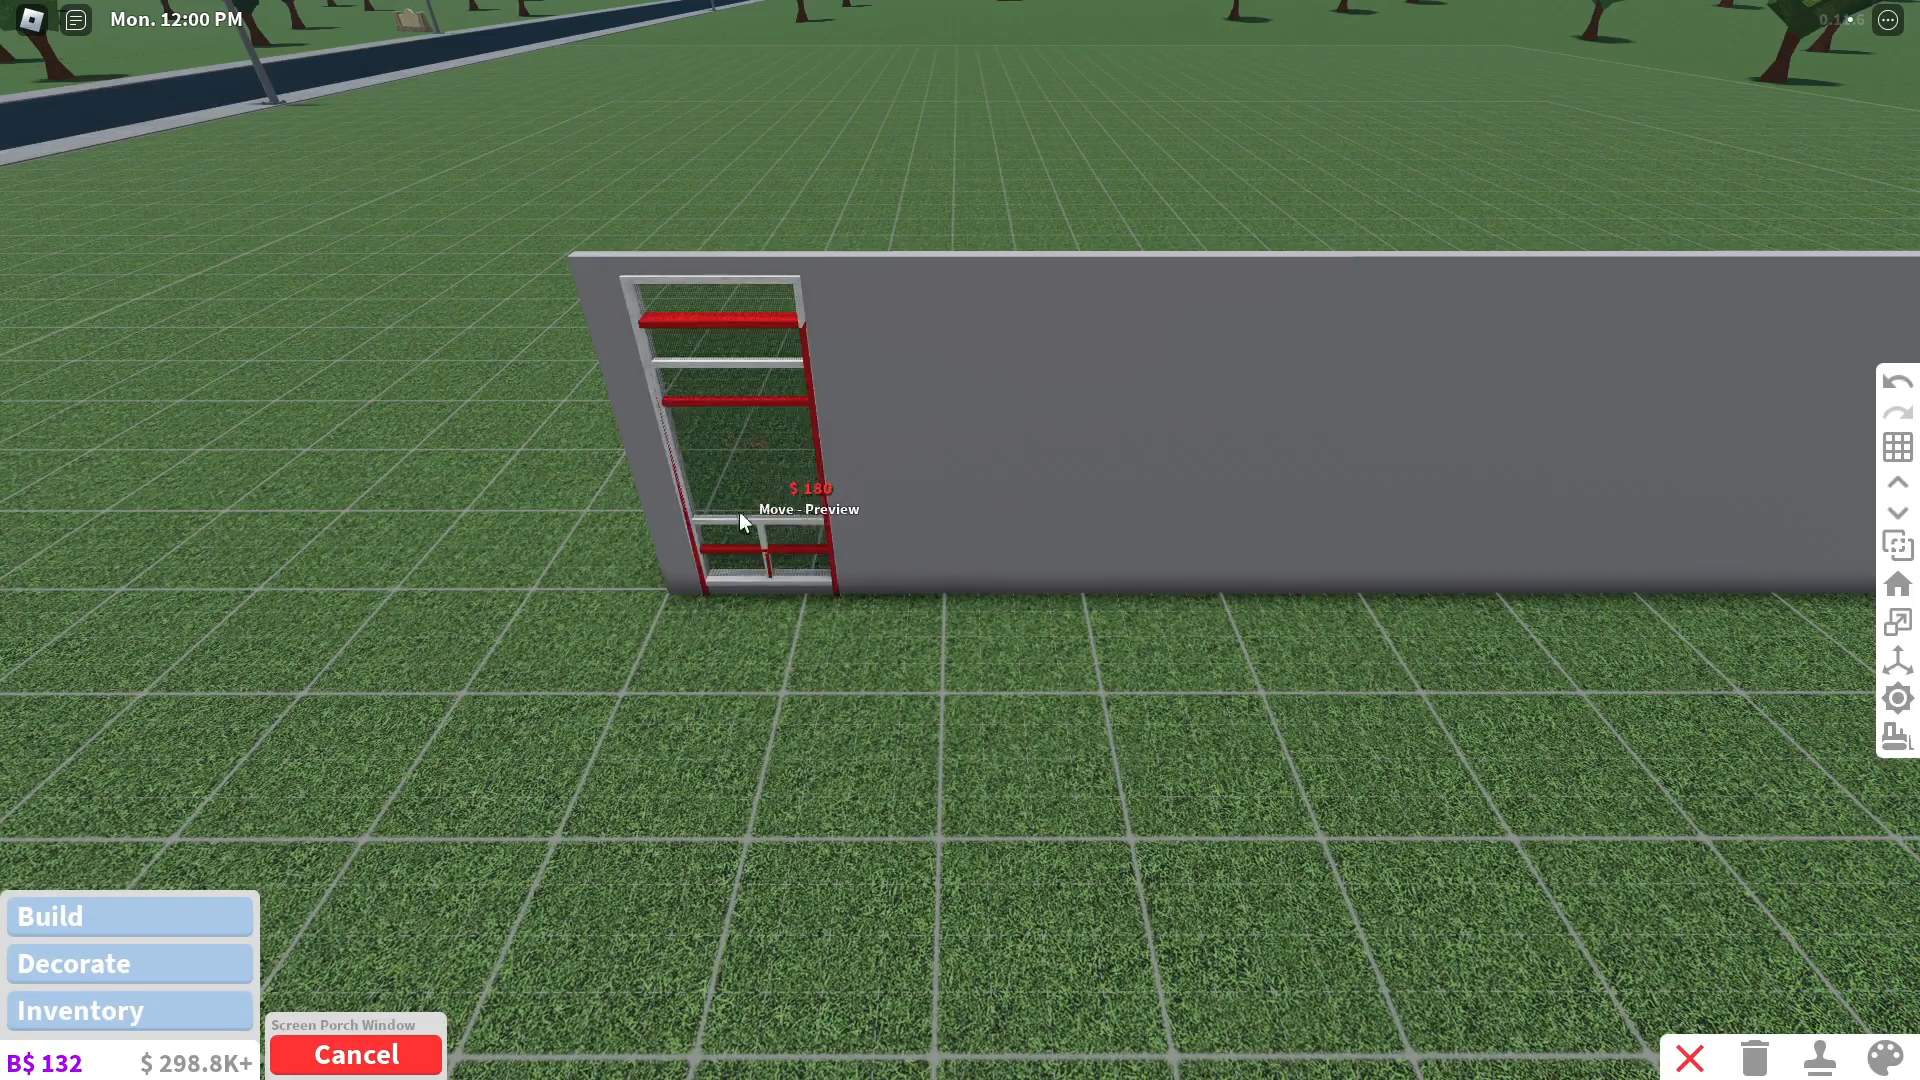 Mon. 12:00 PM
$ 180
Move - Preview
Build
Decorate
Inventory
B$ 132
$ 298.8K+
Screen Porch Window
Cancel